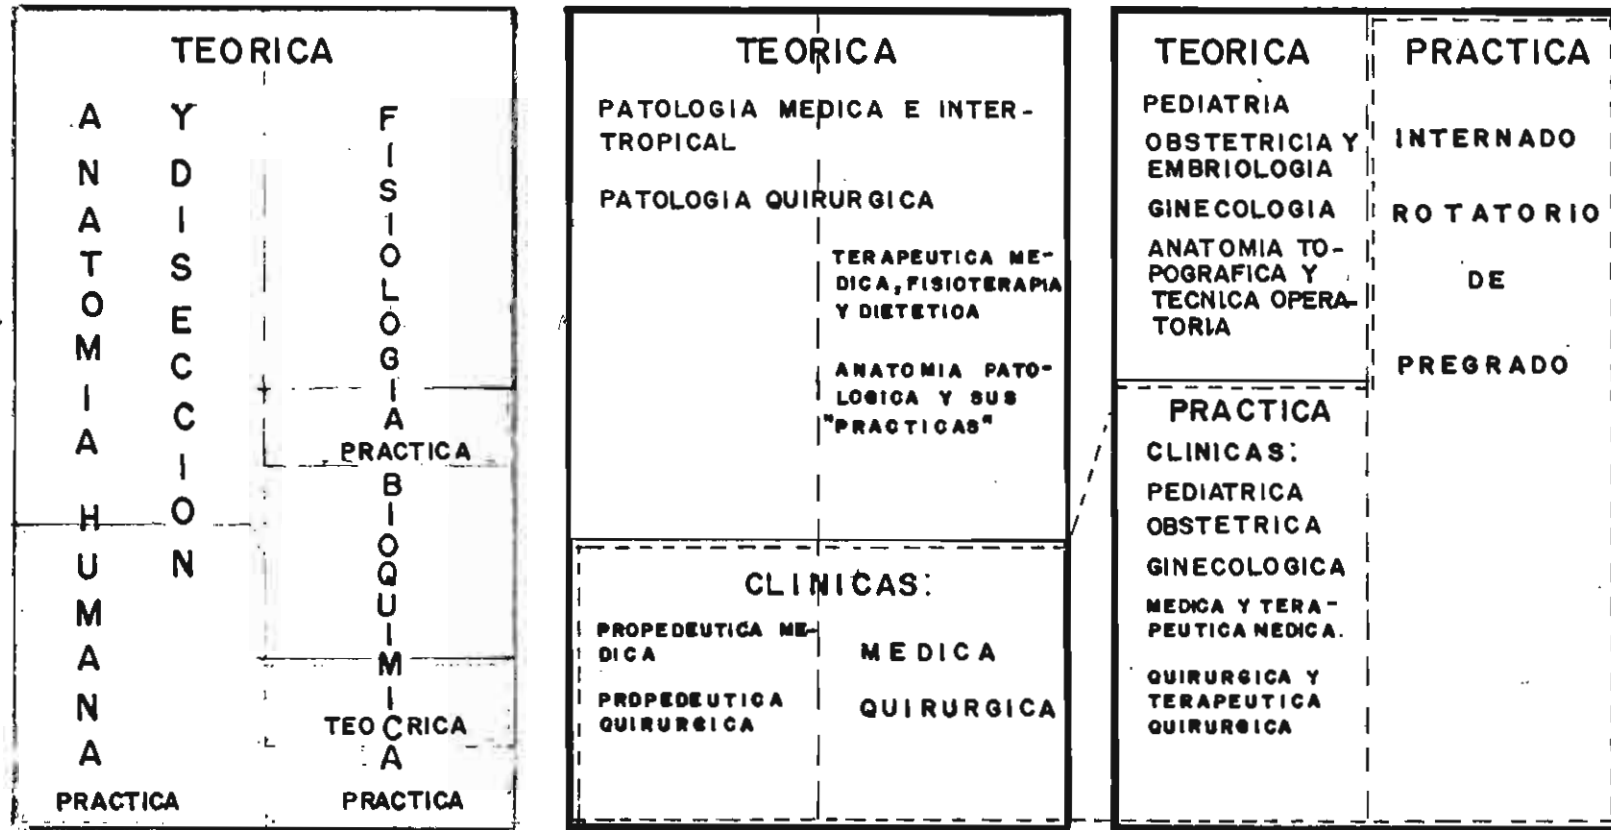 TEORICA
ANATOMIA HUMANA
Y DISECCION
FISIOLOGIA
PRACTICA
BIOQUIMICA
TEORICA
PRACTICA
PRACTICA
TEORICA
PATOLOGIA MEDICA E INTER-
TROPICAL
PATOLOGIA QUIRURGICA
TERAPEUTICA ME-
DICA, FISIOTERAPIA
Y DIETETICA
ANATOMIA PATO-
LOGICA Y SUS
"PRACTICAS"
CLINICAS:
PROPEDEUTICA ME-
DICA
PROPEDEUTICA
QUIRURGICA
MEDICA
QUIRURGICA
TEORICA
PEDIATRIA
OBSTETRICIA Y
EMBRIOLOGIA
GINECOLOGIA
ANATOMIA TO-
POGRAFICA Y
TECNICA OPERA-
TORIA
PRACTICA
CLINICAS:
PEDIATRICA
OBSTETRICA
GINECOLOGICA
MEDICA Y TERA-
PEUTICA NEDICA.
QUIRURGICA Y
TERAPEUTICA
QUIRURGICA
PRACTICA
INTERNADO
ROTATORIO
DE
PREGRADO